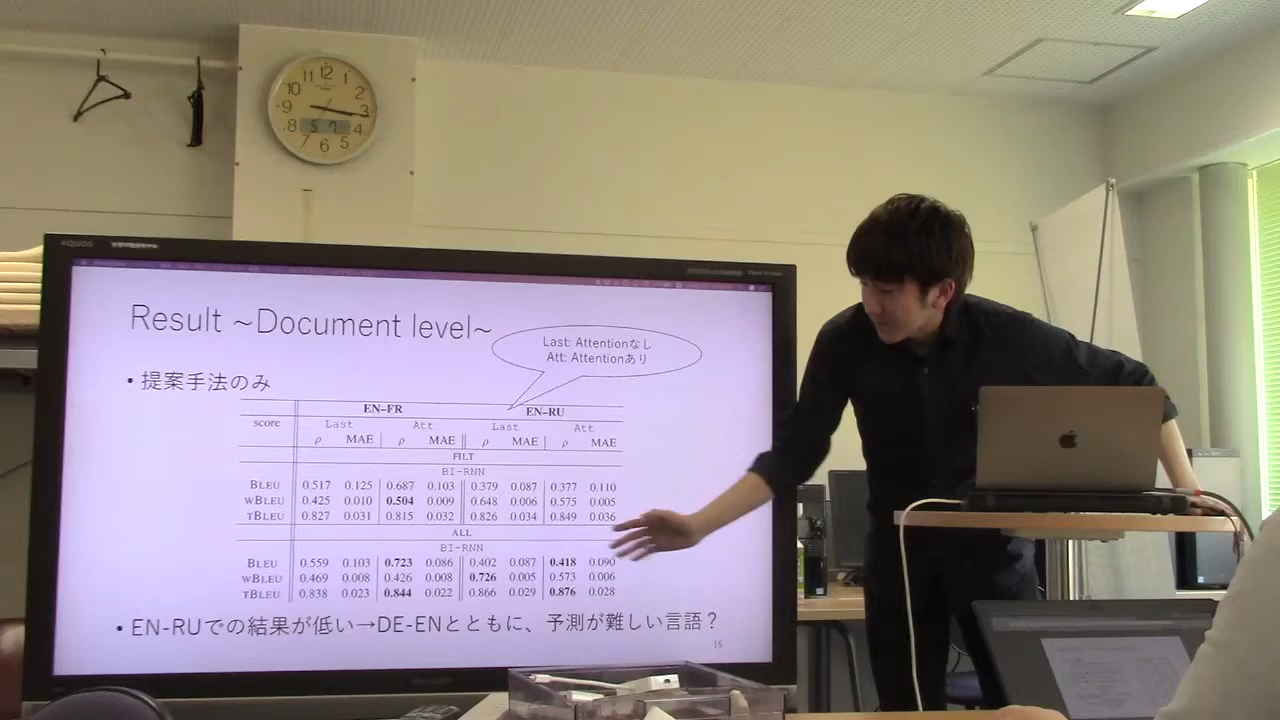 12
11 1
10 2
9 3
8 5 7 4
7 5
6
AQUOS
Result ~Document level~
Last: Attentionなし
Att: Attentionあり
• 提案手法のみ
score EN–FR EN–RU
Last Att Last Att
ρ MAE ρ MAE ρ MAE ρ MAE
FILT
BI-RNN
BLEU 0.517 0.125 0.687 0.103 0.379 0.087 0.377 0.110
WBLEU 0.425 0.010 0.504 0.009 0.648 0.006 0.575 0.005
TBLEU 0.827 0.031 0.815 0.032 0.826 0.034 0.849 0.036
ALL
BI-RNN
BLEU 0.559 0.103 0.723 0.086 0.402 0.087 0.418 0.090
WBLEU 0.469 0.008 0.426 0.008 0.726 0.005 0.573 0.006
TBLEU 0.838 0.023 0.844 0.022 0.866 0.029 0.876 0.028
• EN-RUでの結果が低い→DE-ENとともに、予測が難しい言語？
16